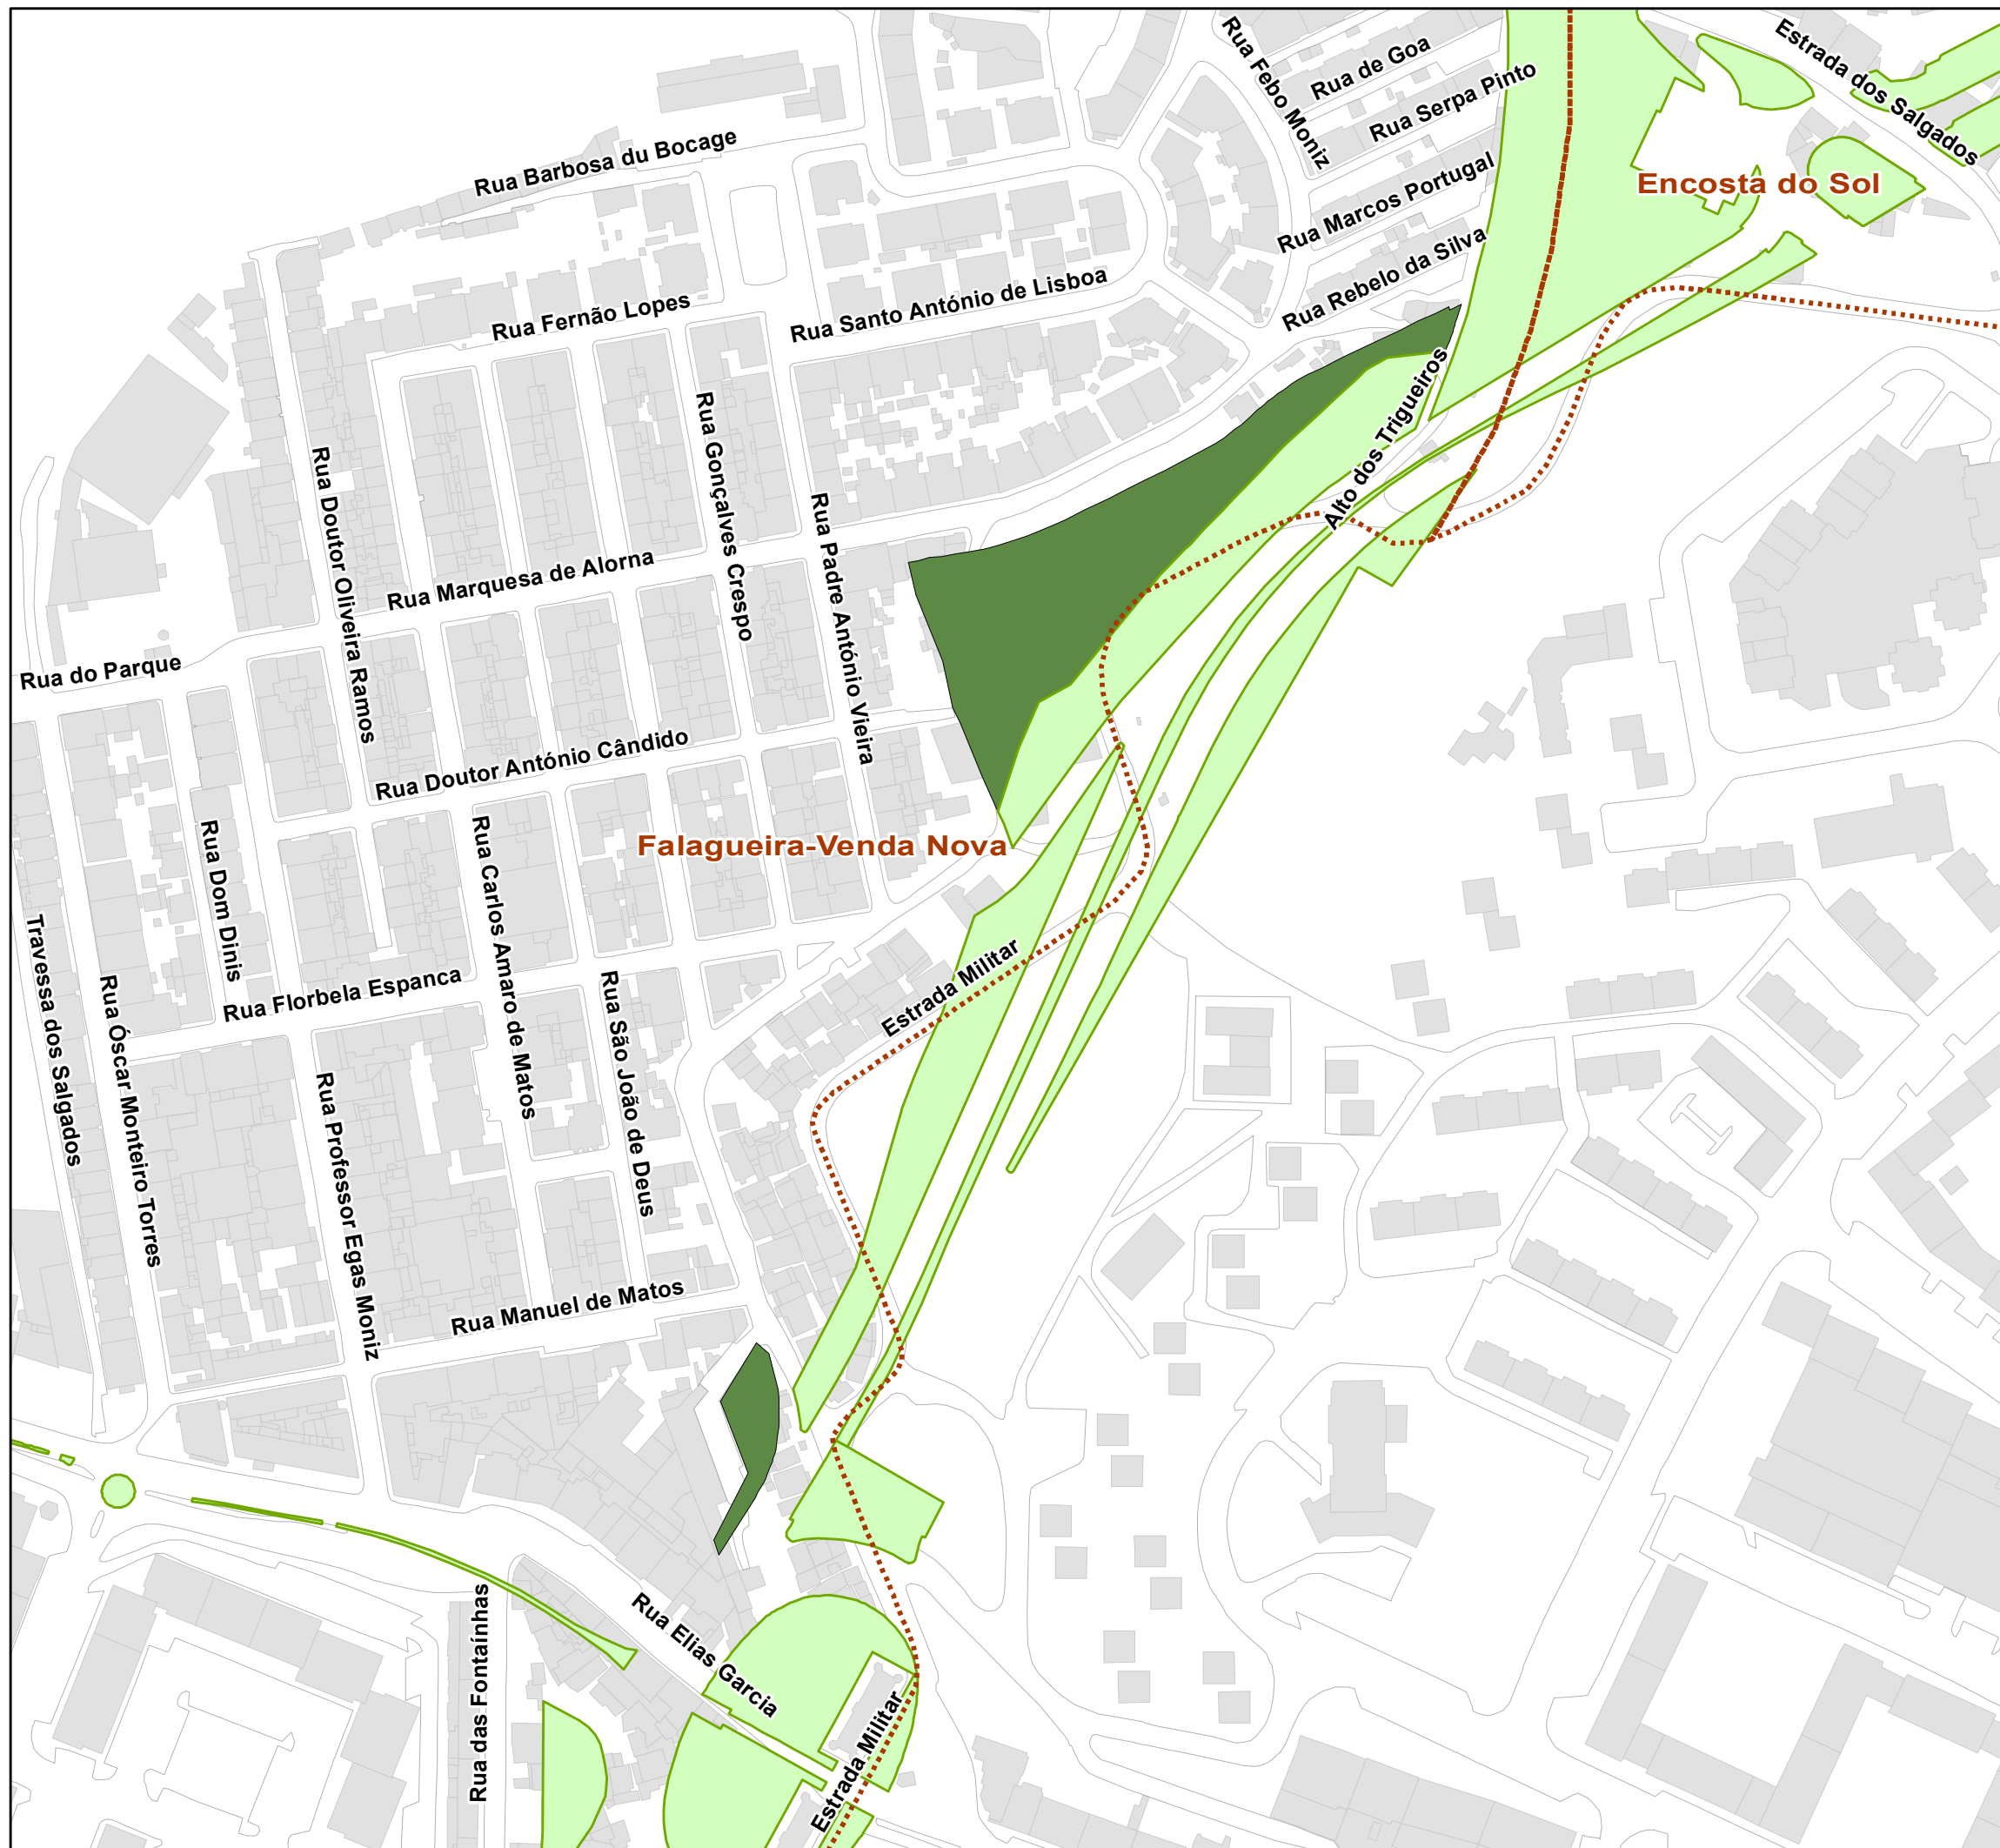 Estrada dos Salgados
Rua Febo Moniz
Rua de Goa
Rua Serpa Pinto
Rua Barbosa du Bocage
Encosta do Sol
Rua Marcos Portugal
Rua Rebelo da Silva
Rua Santo António de Lisboa
Rua Fernão Lopes
Alto dos Trigueiros
Rua Gonçalves Crespo
Rua Doutor Oliveira Ramos
Rua Padre António Vieira
Rua Marquesa de Alorna
Rua do Parque
Rua Doutor António Cândido
Falagueira-Venda Nova
Rua Dom Dinis
Rua Carlos Amaro de Matos
Travessa dos Salgados
Rua Óscar Monteiro Torres
Rua Florbela Espanca
Rua São João de Deus
Estrada Militar
Rua Professor Egas Moniz
Rua Manuel de Matos
Rua das Fontaínhas
Rua Elias Garcia
Estrada Militar